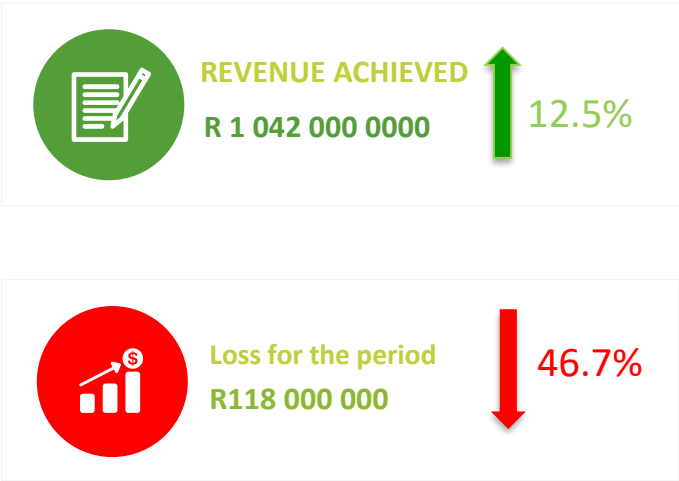 REVENUE ACHIEVED
R 1 042 000 0000
12.5%
$
Loss for the period
R118 000 000
46.7%